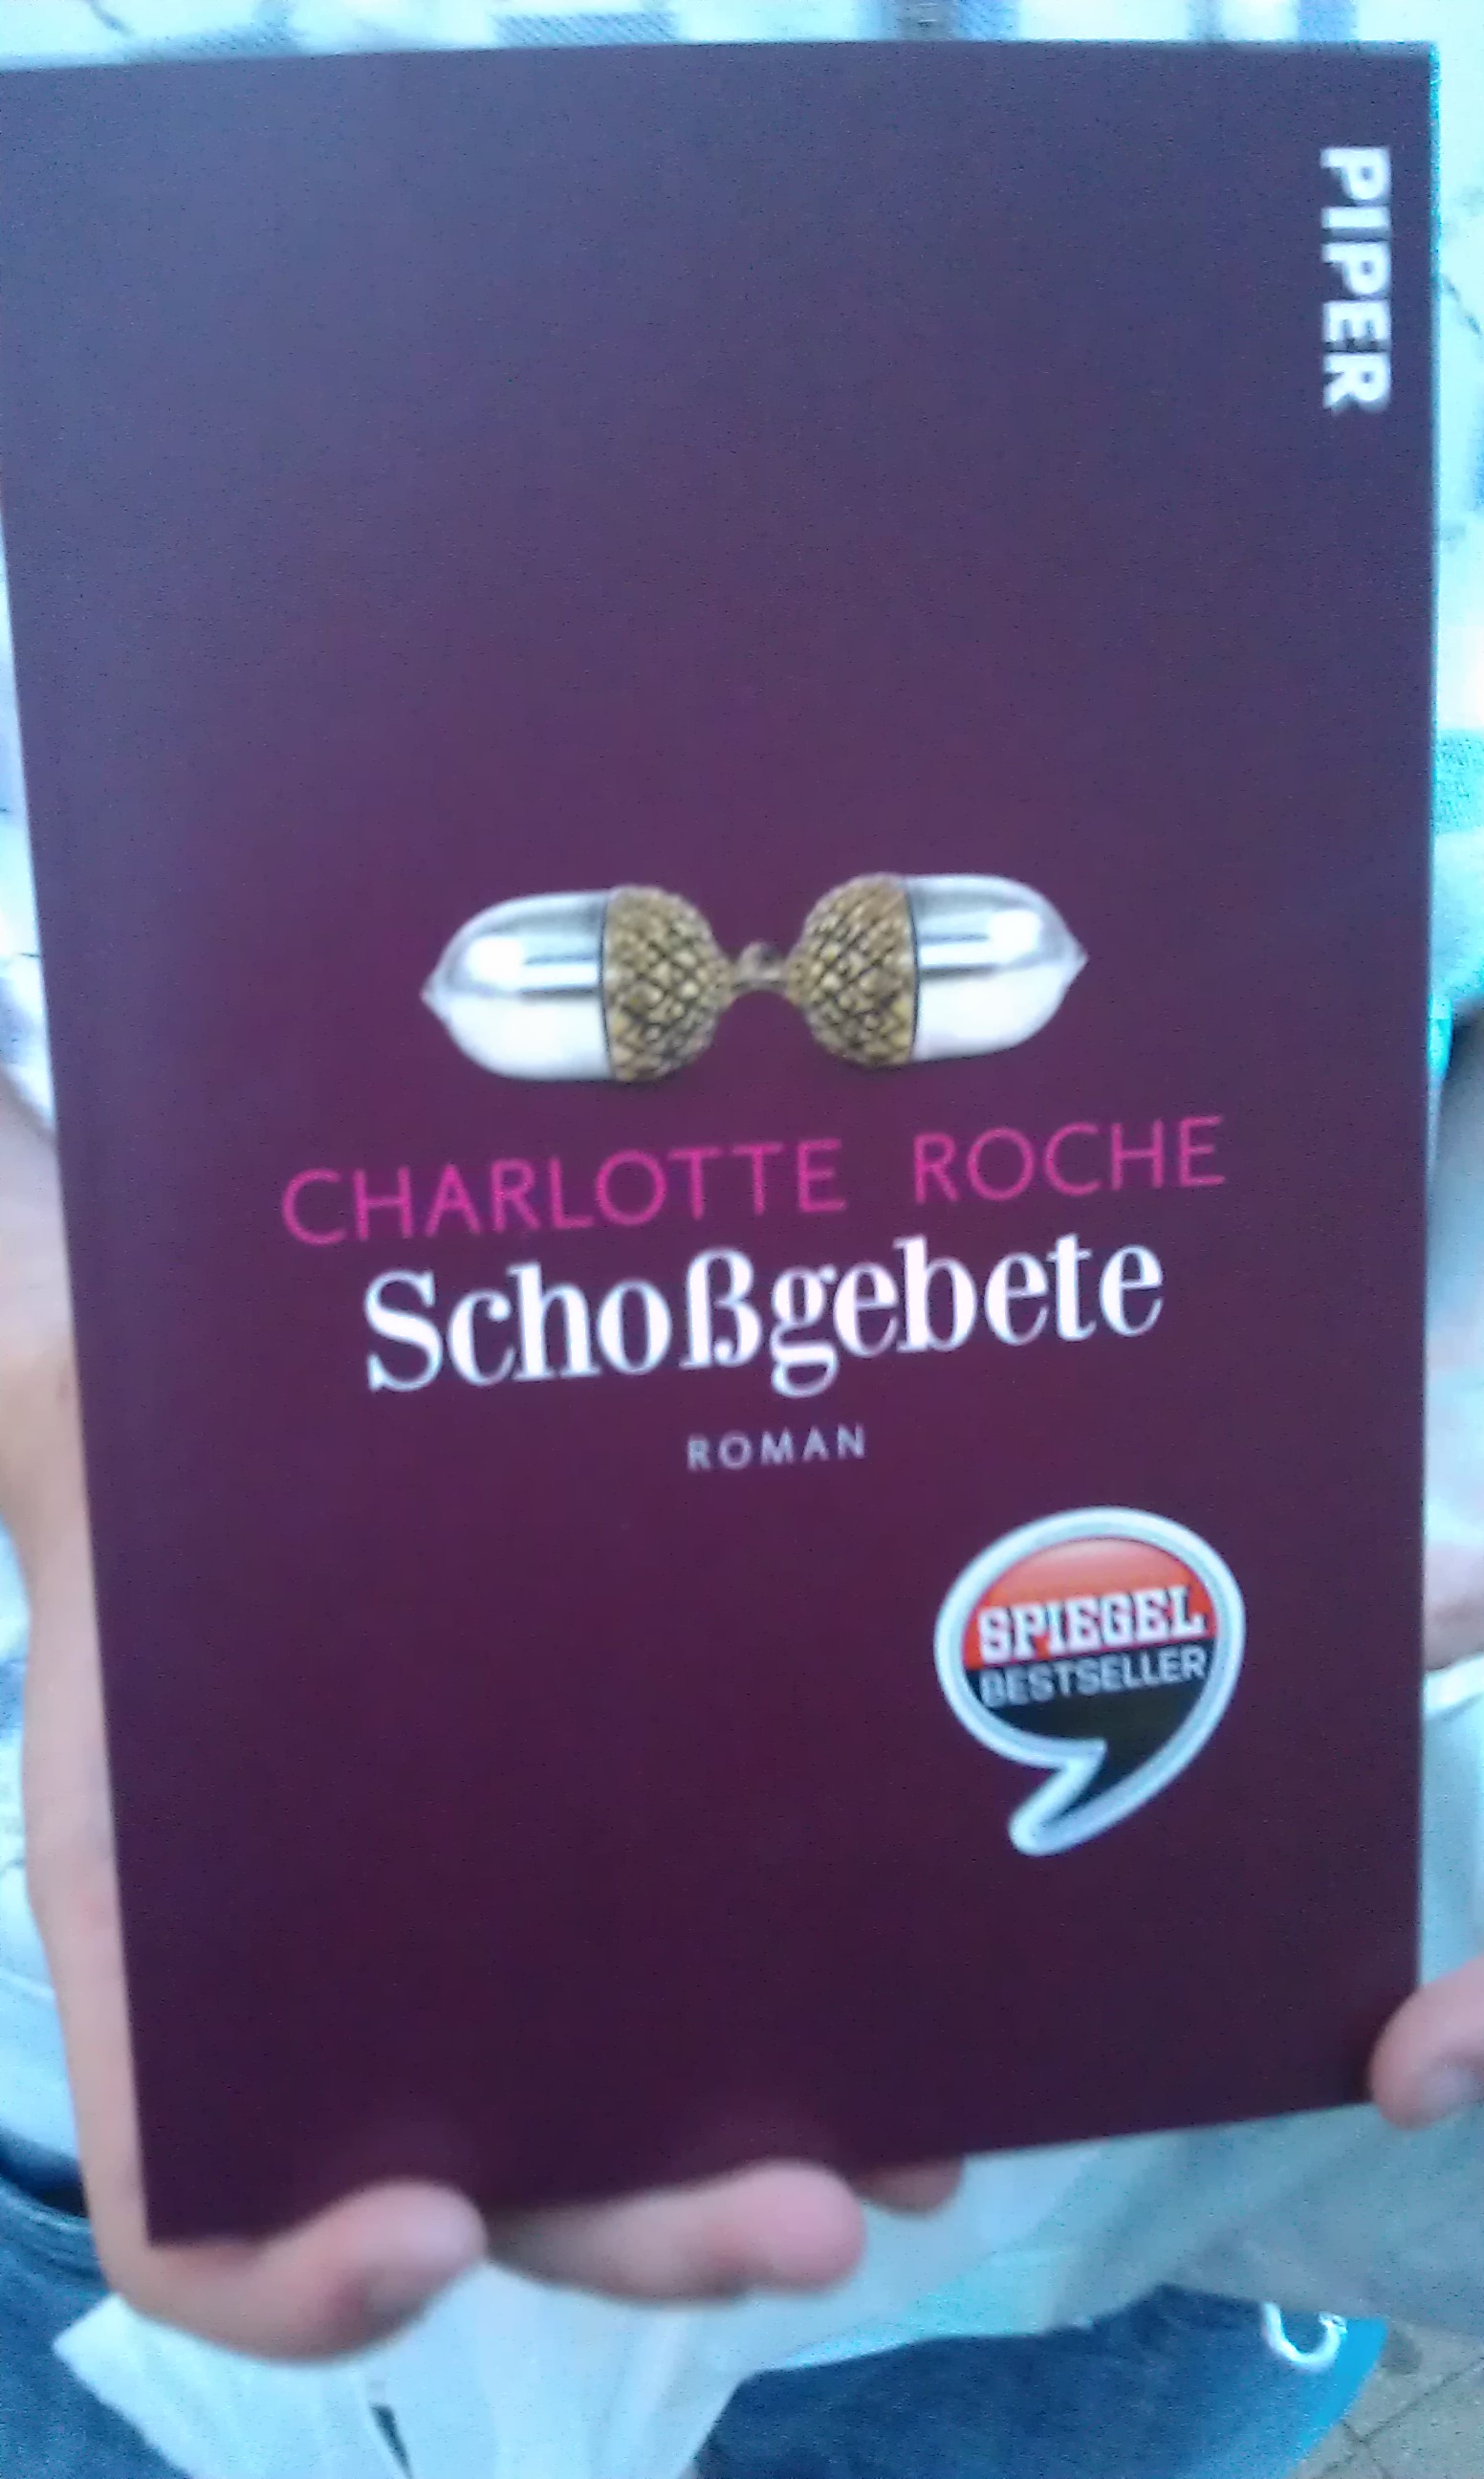 PIPER
CHARLOTTE ROCHE
Schoßgebete
ROMAN
SPIEGEL
BESTSELLER